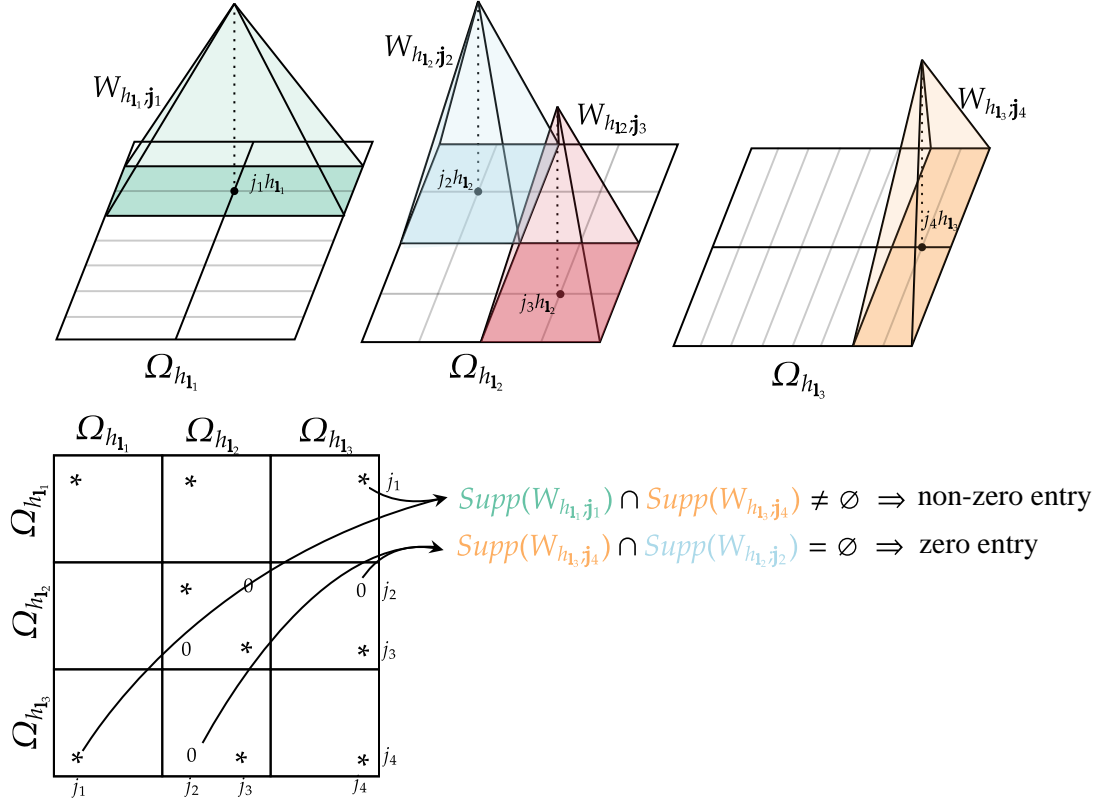 W_{h_{𝐥_1},𝐣_1}
W_{h_{𝐥_2},𝐣_2}
W_{h_{𝐥2},𝐣_3}
W_{h_{𝐥_3},𝐣_4}
j_1h_{𝐥_1}
j_2h_{𝐥_2}
j_3h_{𝐥_2}
j_4h_{𝐥_3}
Ω_{h_{𝐥_1}}
Ω_{h_{𝐥_2}}
Ω_{h_{𝐥_3}}
Ω_{h_{𝐥_1}} Ω_{h_{𝐥_2}} Ω_{h_{𝐥_3}}
Ω_{h_{𝐥_1}} * * * j_1
Supp(W_{h_{𝐥_1},𝐣_1}) ∩ Supp(W_{h_{𝐥_3},𝐣_4}) ≠ ∅ ⇒ non-zero entry
Supp(W_{h_{𝐥_3},𝐣_4}) ∩ Supp(W_{h_{𝐥_2},𝐣_2}) = ∅ ⇒ zero entry
Ω_{h_{𝐥_2}} * 0 0 j_2
0 * * j_3
Ω_{h_{𝐥_3}} * 0 * * j_4
j_1 j_2 j_3 j_4